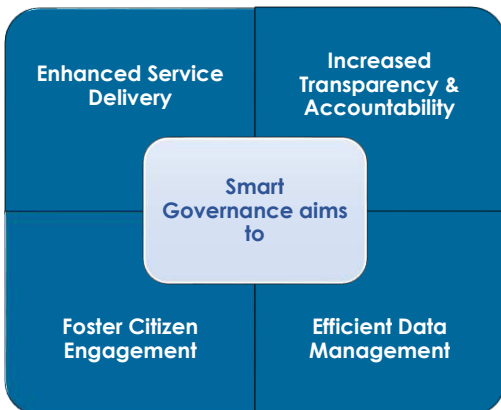 Enhanced Service
Delivery
Increased
Transparency &
Accountability
Smart
Governance aims
to
Foster Citizen
Engagement
Efficient Data
Management